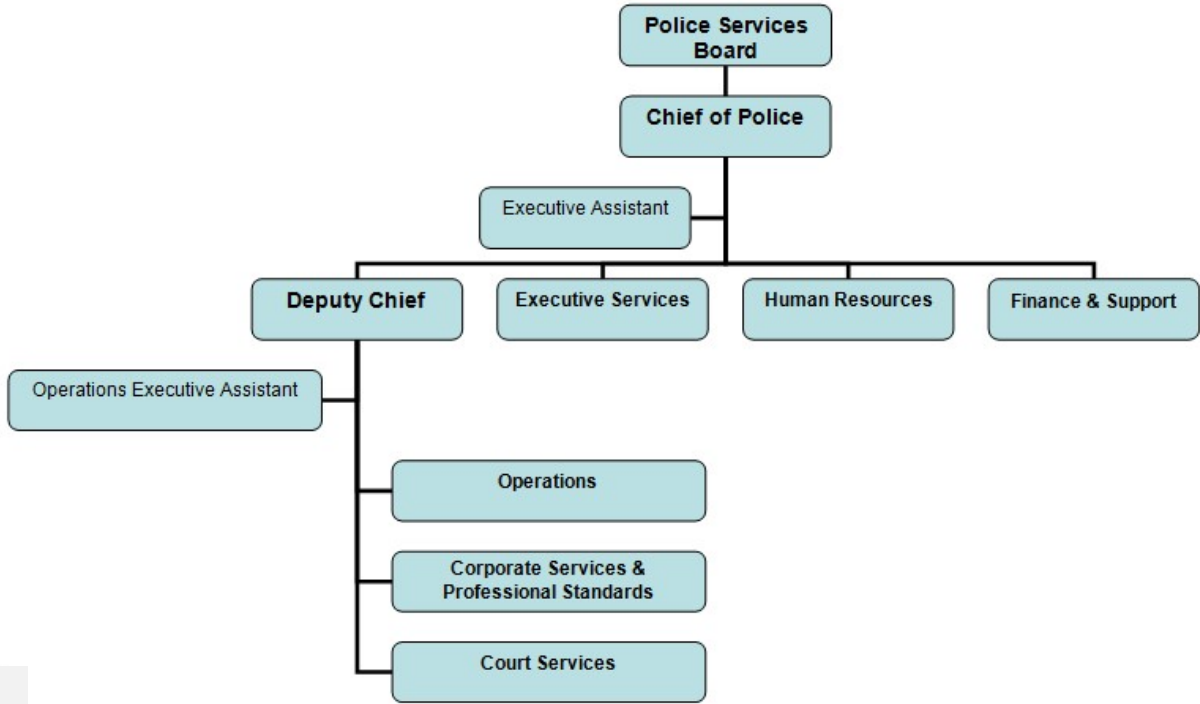 Police Services
Board
Chief of Police
Executive Assistant
Deputy Chief
Executive Services
Human Resources
Finance & Support
Operations Executive Assistant
Operations
Corporate Services &
Professional Standards
Court Services